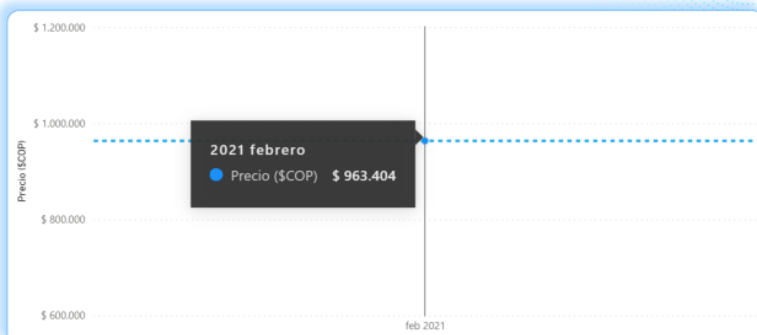 $ 1.200.000
$ 1.000.000
$ 800.000
$ 600.000
Precio ($COP)
2021 febrero
Precio ($COP) $ 963.404
feb 2021